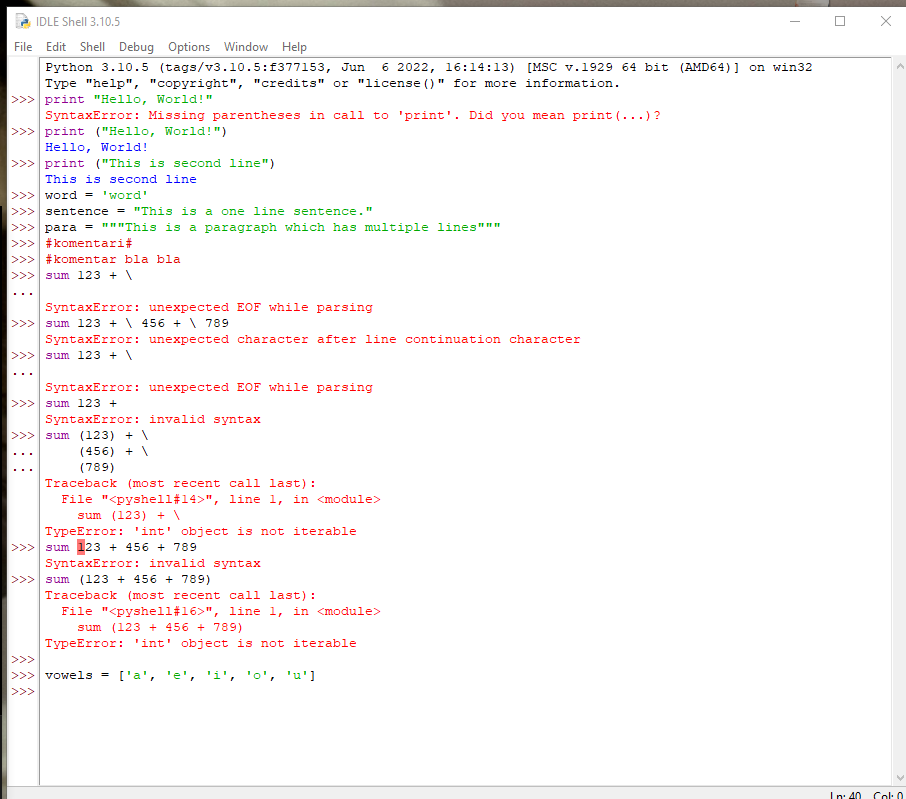 IDLE Shell 3.10.5
File Edit Shell Debug Options Window Help
Python 3.10.5 (tags/v3.10.5:f377153, Jun  6 2022, 16:14:13) [MSC v.1929 64 bit (AMD64)] on win32
Type "help", "copyright", "credits" or "license()" for more information.
>>> print "Hello, World!"
SyntaxError: Missing parentheses in call to 'print'. Did you mean print(...)?
>>> print ("Hello, World!")
Hello, World!
>>> print ("This is second line")
This is second line
>>> word = 'word'
>>> sentence = "This is a one line sentence."
>>> para = """This is a paragraph which has multiple lines"""
>>> #komentari#
>>> #komentar bla bla
>>> sum 123 + \
...
SyntaxError: unexpected EOF while parsing
>>> sum 123 + \ 456 + \ 789
SyntaxError: unexpected character after line continuation character
>>> sum 123 + \
...
SyntaxError: unexpected EOF while parsing
>>> sum 123 +
SyntaxError: invalid syntax
>>> sum (123) + \
... (456) + \
... (789)
Traceback (most recent call last):
File "<pyshell#14>", line 1, in <module>
sum (123) + \
TypeError: 'int' object is not iterable
>>> sum 123 + 456 + 789
SyntaxError: invalid syntax
>>> sum (123 + 456 + 789)
Traceback (most recent call last):
File "<pyshell#16>", line 1, in <module>
sum (123 + 456 + 789)
TypeError: 'int' object is not iterable
>>>
>>> vowels = ['a', 'e', 'i', 'o', 'u']
>>>
Ln: 40 Col: 0